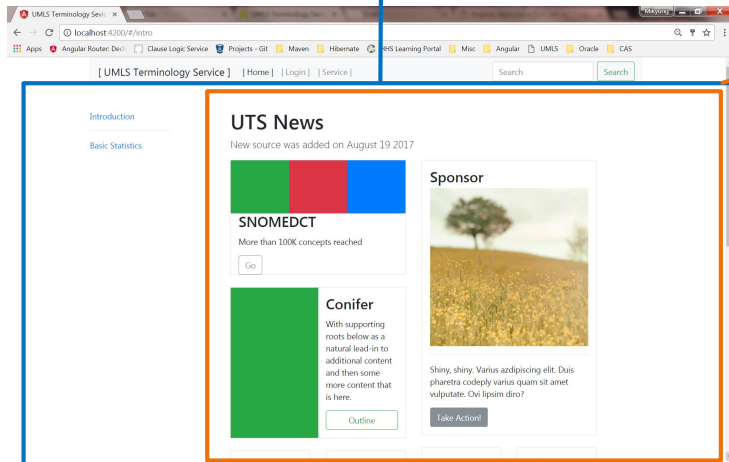 UMLS Terminology Servic ×
Mikyung
localhost:4200/#/intro
Apps Angular Router: Decla Clause Logic Service Projects - Git Maven Hibernate HHS Learning Portal Misc Angular UMLS Oracle CAS
[ UMLS Terminology Service ] | Home | | Login | | Service | Search Search
Introduction
Basic Statistics
UTS News
New source was added on August 19 2017
SNOMEDCT
More than 100K concepts reached
Go
Conifer
With supporting
roots below as a
natural lead-in to
additional content
and then some
more content that
is here.
Outline
Sponsor
Shiny, shiny. Varius azdipiscing elit. Duis
pharetra codeply varius quam sit amet
vulputate. Ovi lipsim diro?
Take Action!